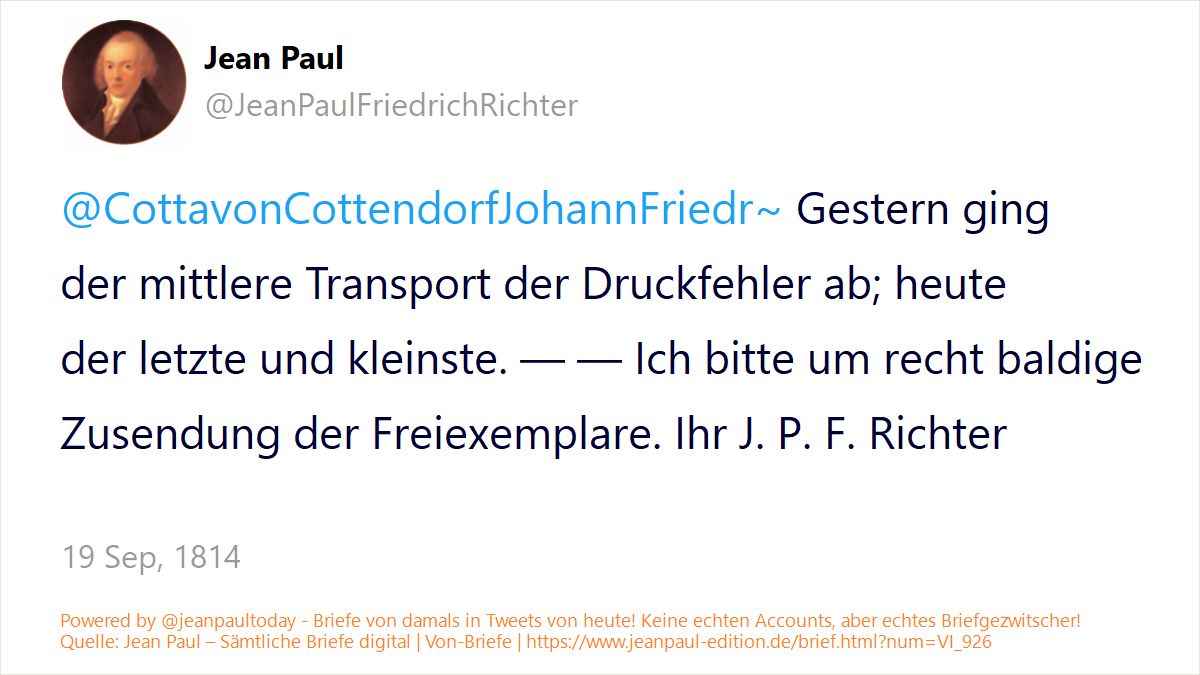 Jean Paul
@JeanPaulFriedrichRichter
@CottavonCottendorfJohannFriedr~ Gestern ging
der mittlere Transport der Druckfehler ab; heute
der letzte und kleinste. — — Ich bitte um recht baldige
Zusendung der Freiexemplare. Ihr J. P. F. Richter
19 Sep, 1814
Powered by @jeanpaultoday - Briefe von damals in Tweets von heute! Keine echten Accounts, aber echtes Briefgezwitscher!
Quelle: Jean Paul – Sämtliche Briefe digital | Von-Briefe | https://www.jeanpaul-edition.de/brief.html?num=VI_926